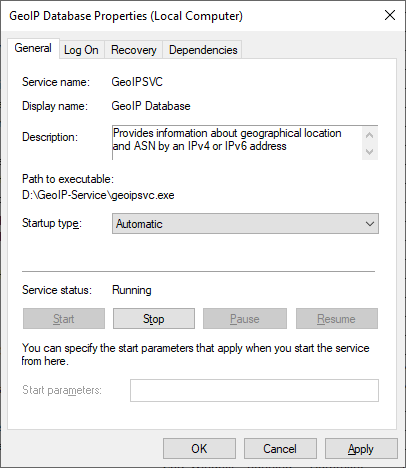 GeoIP Database Properties (Local Computer)
General Log On Recovery Dependencies
Service name: GeoIPSVC
Display name: GeoIP Database
Description: Provides information about geographical location
and ASN by an IPv4 or IPv6 address
Path to executable:
D:\GeoIP-Service\geoipsvc.exe
Startup type: Automatic
Service status: Running
Start Stop Pause Resume
You can specify the start parameters that apply when you start the service
from here.
Start parameters:
OK Cancel Apply